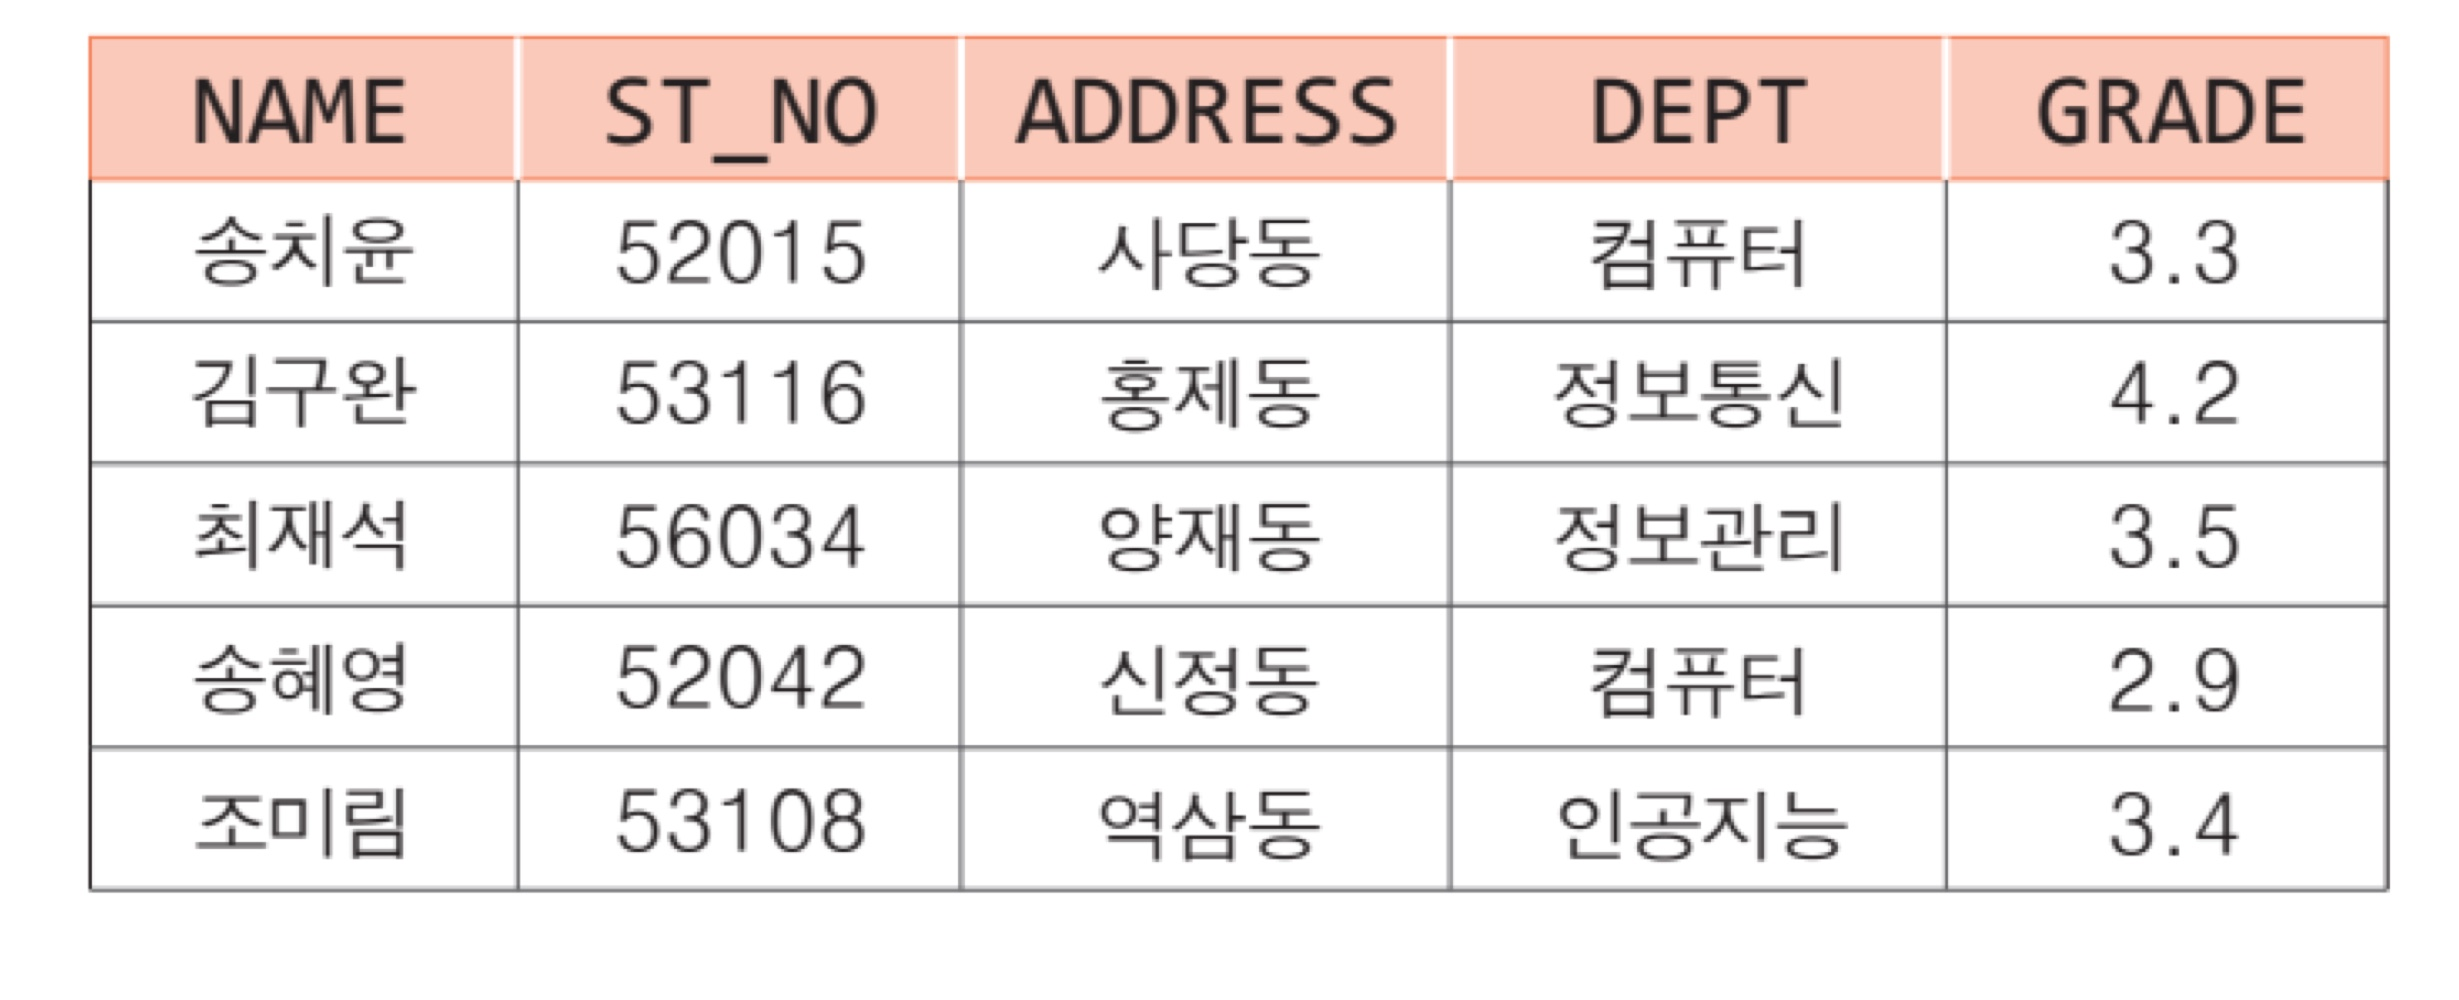 NAME ST_NO ADDRESS DEPT GRADE
송치윤 52015 사당동 컴퓨터 3.3
김구완 53116 홍제동 정보통신 4.2
최재석 56034 양재동 정보관리 3.5
송혜영 52042 신정동 컴퓨터 2.9
조미림 53108 역삼동 인공지능 3.4